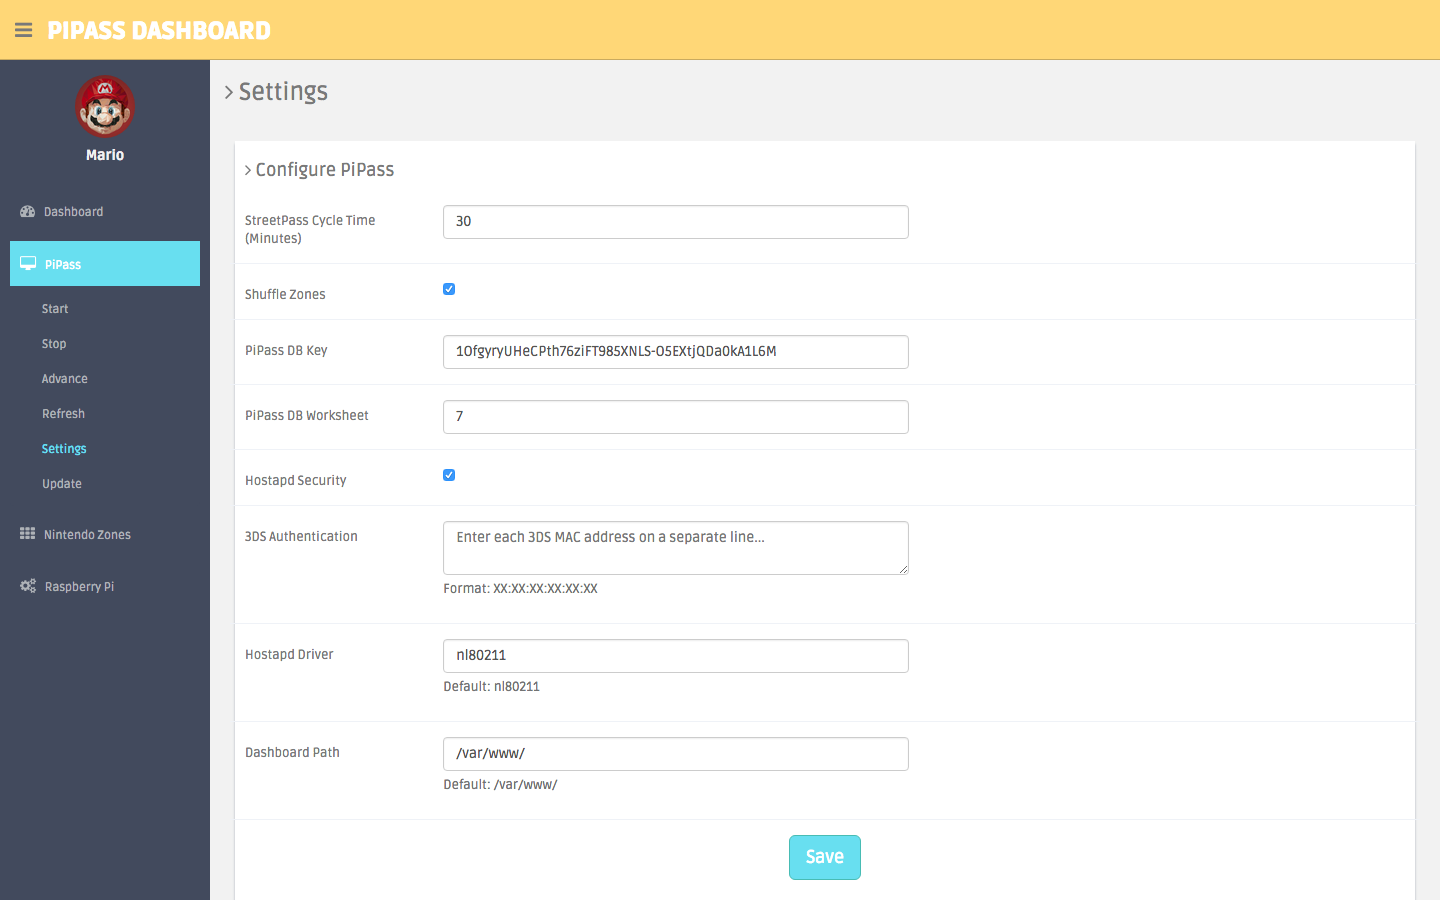 PIPASS DASHBOARD
Mario
Dashboard
PiPass
Start
Stop
Advance
Refresh
Settings
Update
Nintendo Zones
Raspberry Pi
Settings
Configure PiPass
StreetPass Cycle Time
(Minutes)
30
Shuffle Zones
PiPass DB Key
1OfgyryUHeCPth76ziFT985XNLS-O5EXtjQDa0kA1L6M
PiPass DB Worksheet
7
Hostapd Security
3DS Authentication
Enter each 3DS MAC address on a separate line...
Format: XX:XX:XX:XX:XX:XX
Hostapd Driver
nl80211
Default: nl80211
Dashboard Path
/var/www/
Default: /var/www/
Save